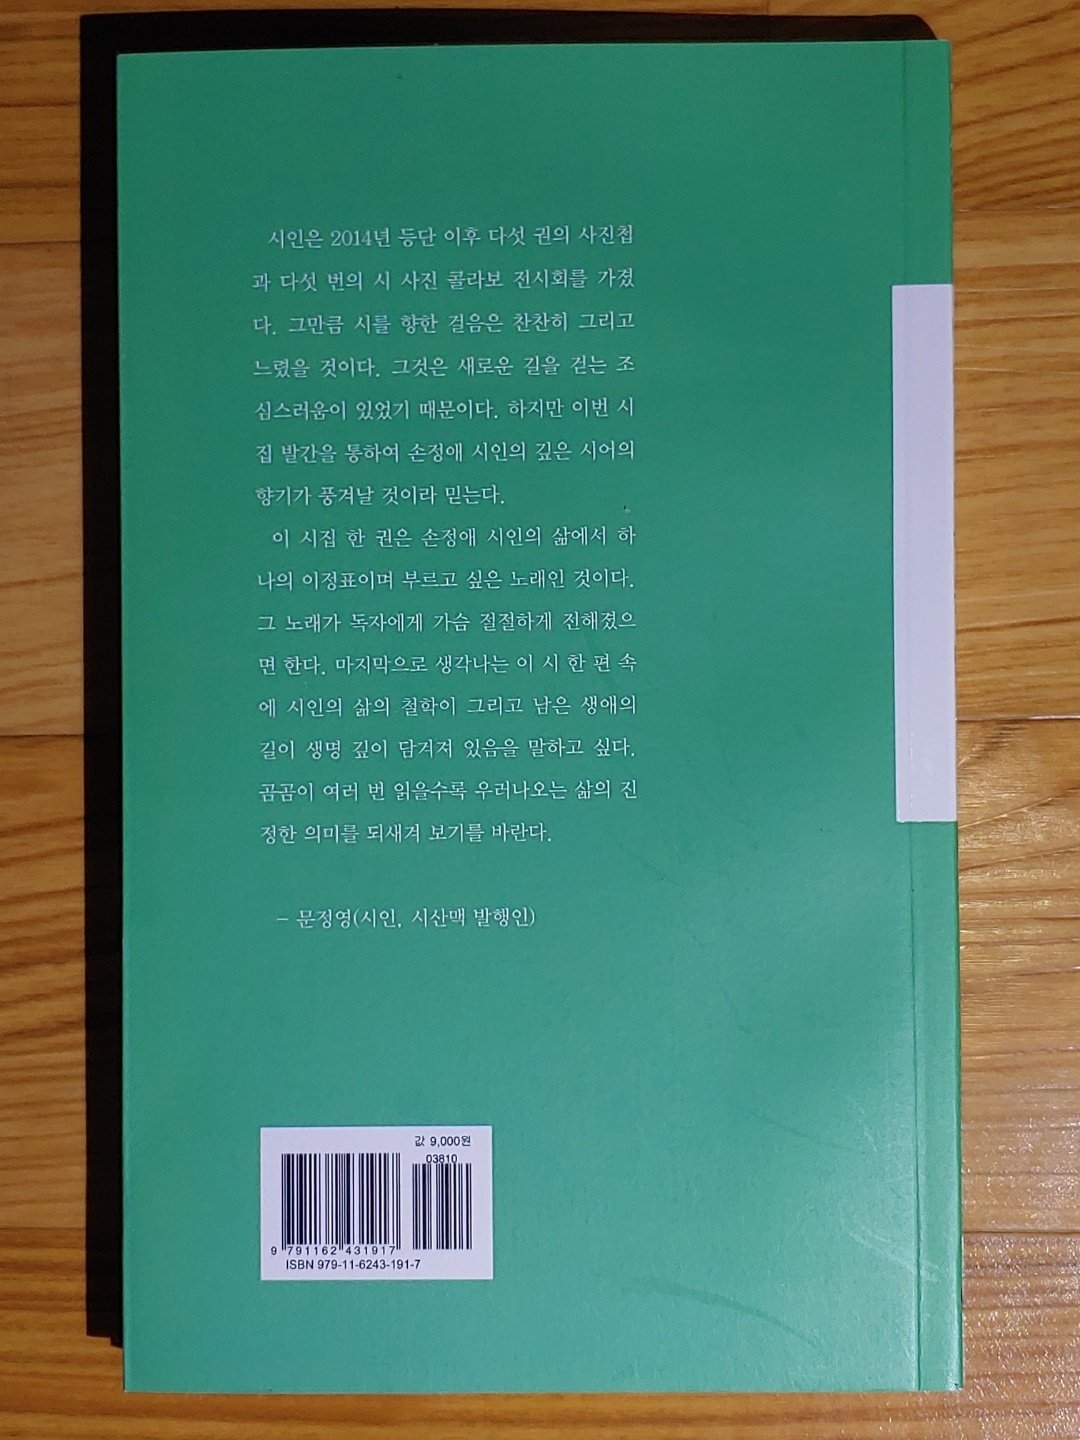 시인은 2014년 등단 이후 다섯 권의 사진첩
과 다섯 번의 시 사진 콜라보 전시회를 가졌
다. 그만큼 시를 향한 걸음은 찬찬히 그리고
느렸을 것이다. 그것은 새로운 길을 걷는 조
심스러움이 있었기 때문이다. 하지만 이번 시
집 발간을 통하여 손정애 시인의 깊은 시어의
향기가 풍겨날 것이라 믿는다.
이 시집 한 권은 손정애 시인의 삶에서 하
나의 이정표이며 부르고 싶은 노래인 것이다.
그 노래가 독자에게 가슴 절절하게 전해졌으
면 한다. 마지막으로 생각나는 이 시 한 편 속
에 시인의 삶의 철학이 그리고 남은 생애의
길이 생명 깊이 담겨져 있음을 말하고 싶다.
곰곰이 여러 번 읽을수록 우러나오는 삶의 진
정한 의미를 되새겨 보기를 바란다.
– 문정영(시인, 시산맥 발행인)
값 9,000원
03810
9 791162 431917
ISBN 979-11-6243-191-7